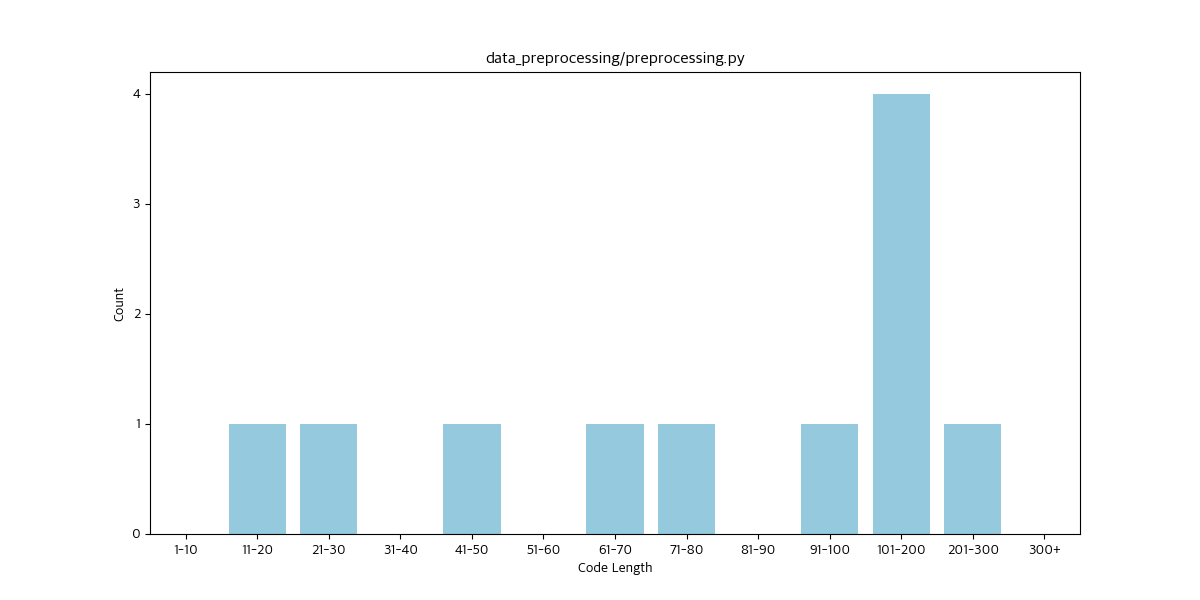 data_preprocessing/preprocessing.py
Count
4
3
2
1
0
1-10 11-20 21-30 31-40 41-50 51-60 61-70 71-80 81-90 91-100 101-200 201-300 300+
Code Length